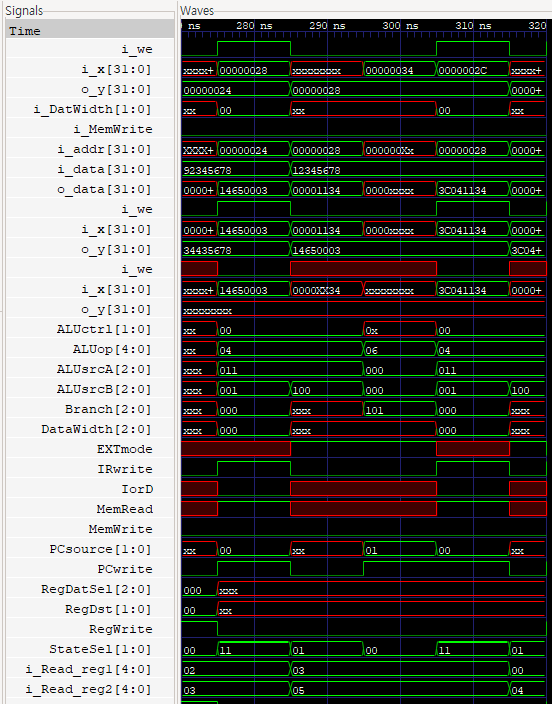 Signals
Waves
Time
ns 280 ns 290 ns 300 ns 310 ns 320
i_we
i_x[31:0] xxxx+ 00000028 xxxxxxxx 00000034 0000002C xxxx+
o_y[31:0] 00000024 00000028 0000+
i_DatWidth[1:0] xx 00 xx 00 xx
i_MemWrite
i_addr[31:0] XXXX+ 00000024 00000028 000000Xx 00000028 0000+
i_data[31:0] 92345678 12345678
o_data[31:0] 0000+ 14650003 00001134 0000xxxx 3C041134 0000+
i_we
i_x[31:0] 0000+ 14650003 00001134 0000xxxx 3C041134 0000+
o_y[31:0] 34435678 14650003 3C04+
i_we
i_x[31:0] xxxx+ 14650003 0000XX34 xxxxxxxx 3C041134 0000+
o_y[31:0] xxxxxxxx
ALUctrl[1:0] xx 00 0x 00
ALUop[4:0] xx 04 06 04
ALUsrcA[2:0] xxx 011 000 011
ALUsrcB[2:0] xxx 001 100 000 001 100
Branch[2:0] xxx 000 xxx 101 000 xxx
DataWidth[2:0] xxx 000 xxx 000 xxx
EXTmode
IRwrite
IorD
MemRead
MemWrite
PCsource[1:0] xx 00 xx 01 00 xx
PCwrite
RegDatSel[2:0] 000 xxx
RegDst[1:0] 00 xx
RegWrite
StateSel[1:0] 00 11 01 00 11 01
i_Read_reg1[4:0] 02 03 00
i_Read_reg2[4:0] 03 05 04